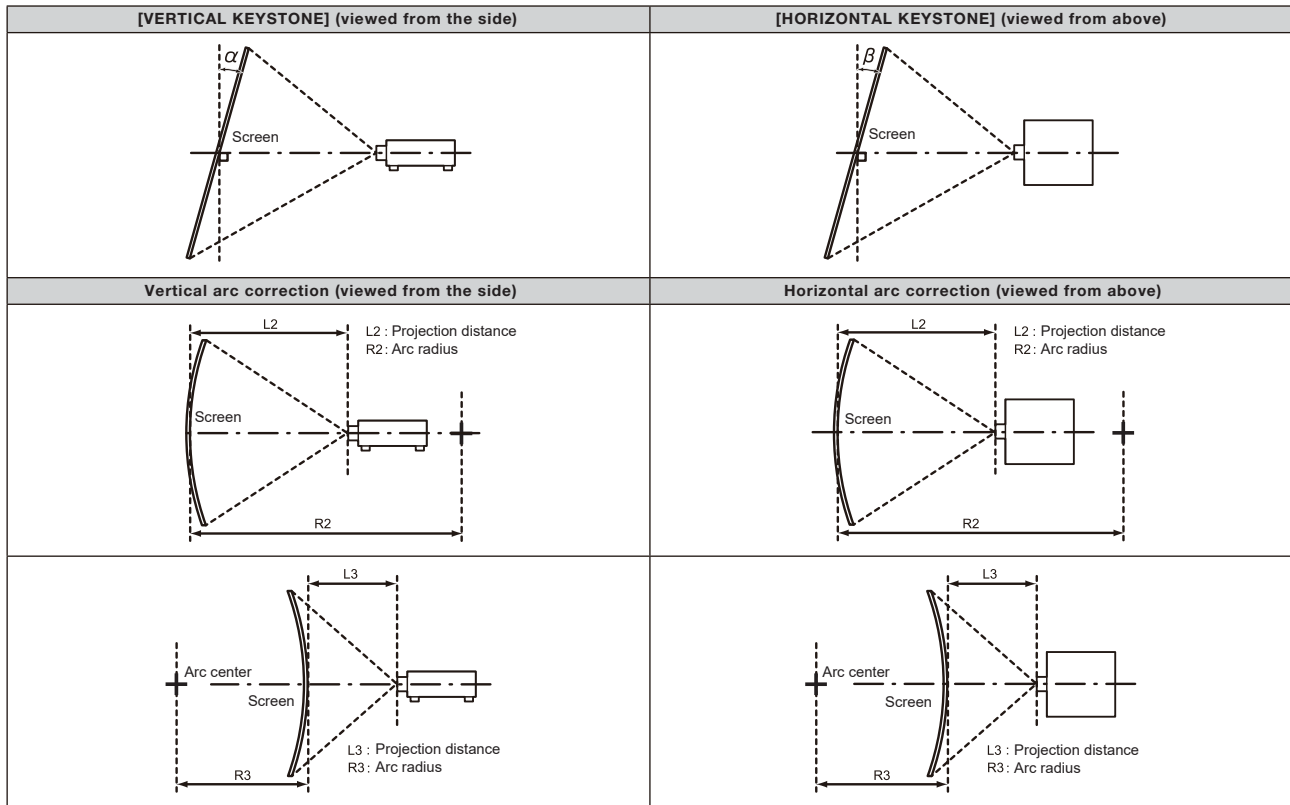 [VERTICAL KEYSTONE] (viewed from the side)
[HORIZONTAL KEYSTONE] (viewed from above)
α
Screen
β
Screen
Vertical arc correction (viewed from the side)
Horizontal arc correction (viewed from above)
L2
L2 : Projection distance
R2 : Arc radius
Screen
R2
L2
L2 : Projection distance
R2 : Arc radius
Screen
R2
L3
Arc center
Screen
L3 : Projection distance
R3 : Arc radius
R3
L3
Arc center
Screen
L3 : Projection distance
R3 : Arc radius
R3